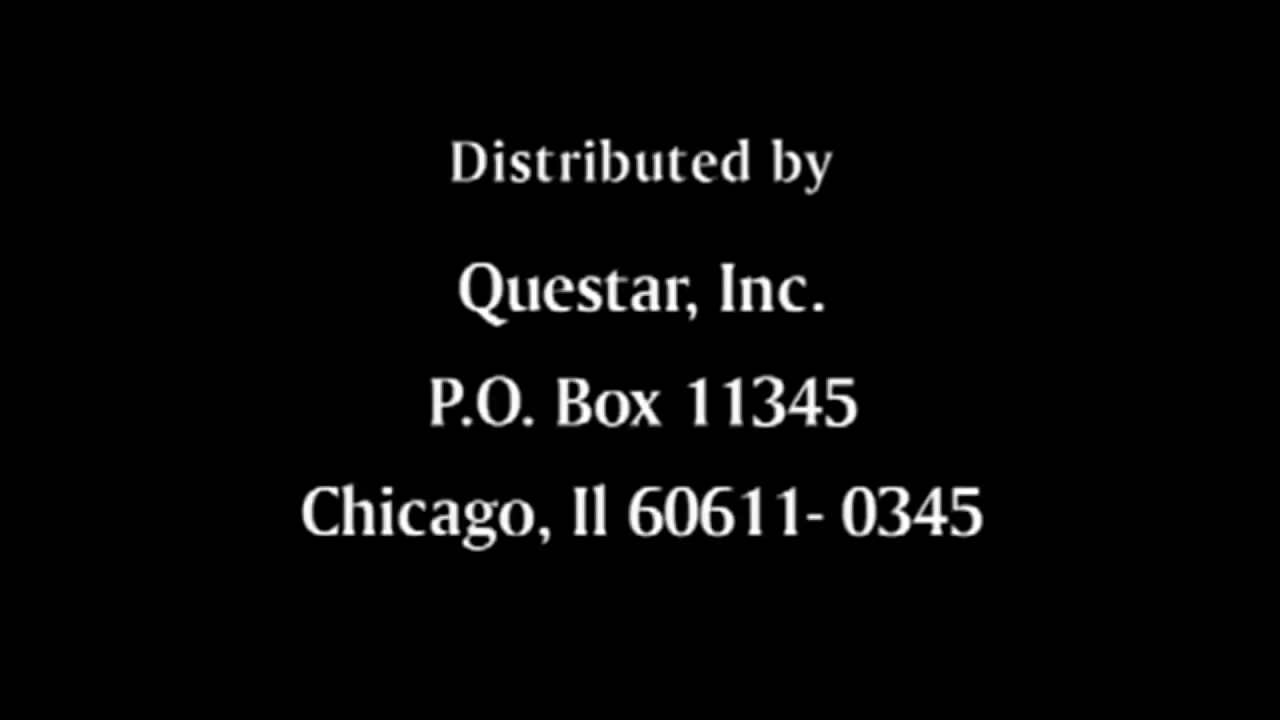 Distributed by
Questar, Inc.
P.O. Box 11345
Chicago, Il 60611- 0345